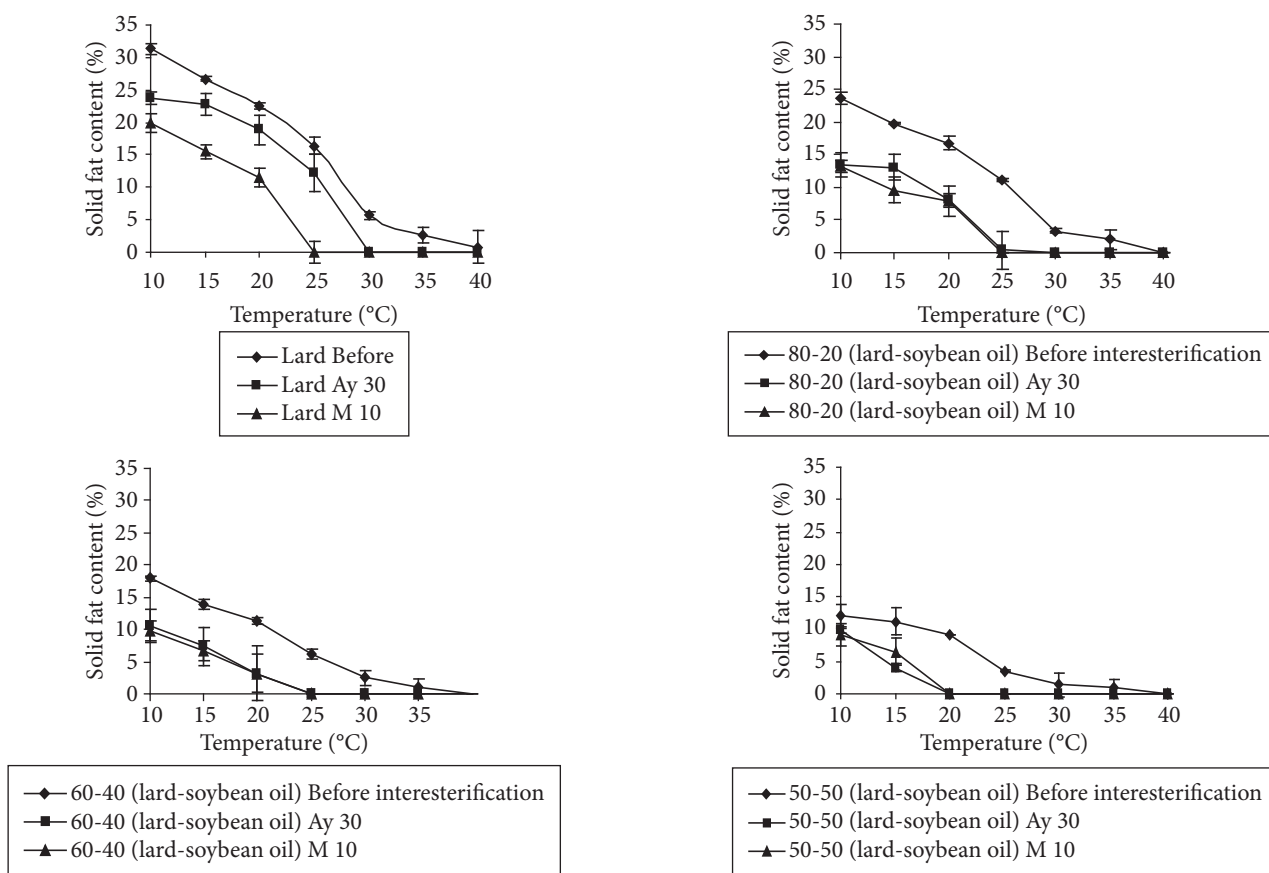 Solid fat content (%)
35
30
25
20
15
10
5
0
10 15 20 25 30 35 40
Temperature (°C)
Lard Before
Lard Ay 30
Lard M 10
Solid fat content (%)
35
30
25
20
15
10
5
0
10 15 20 25 30 35 40
Temperature (°C)
80-20 (lard-soybean oil) Before interesterification
80-20 (lard-soybean oil) Ay 30
80-20 (lard-soybean oil) M 10
Solid fat content (%)
35
30
25
20
15
10
5
0
10 15 20 25 30 35
Temperature (°C)
60-40 (lard-soybean oil) Before interesterification
60-40 (lard-soybean oil) Ay 30
60-40 (lard-soybean oil) M 10
Solid fat content (%)
35
30
25
20
15
10
5
0
10 15 20 25 30 35 40
Temperature (°C)
50-50 (lard-soybean oil) Before interesterification
50-50 (lard-soybean oil) Ay 30
50-50 (lard-soybean oil) M 10